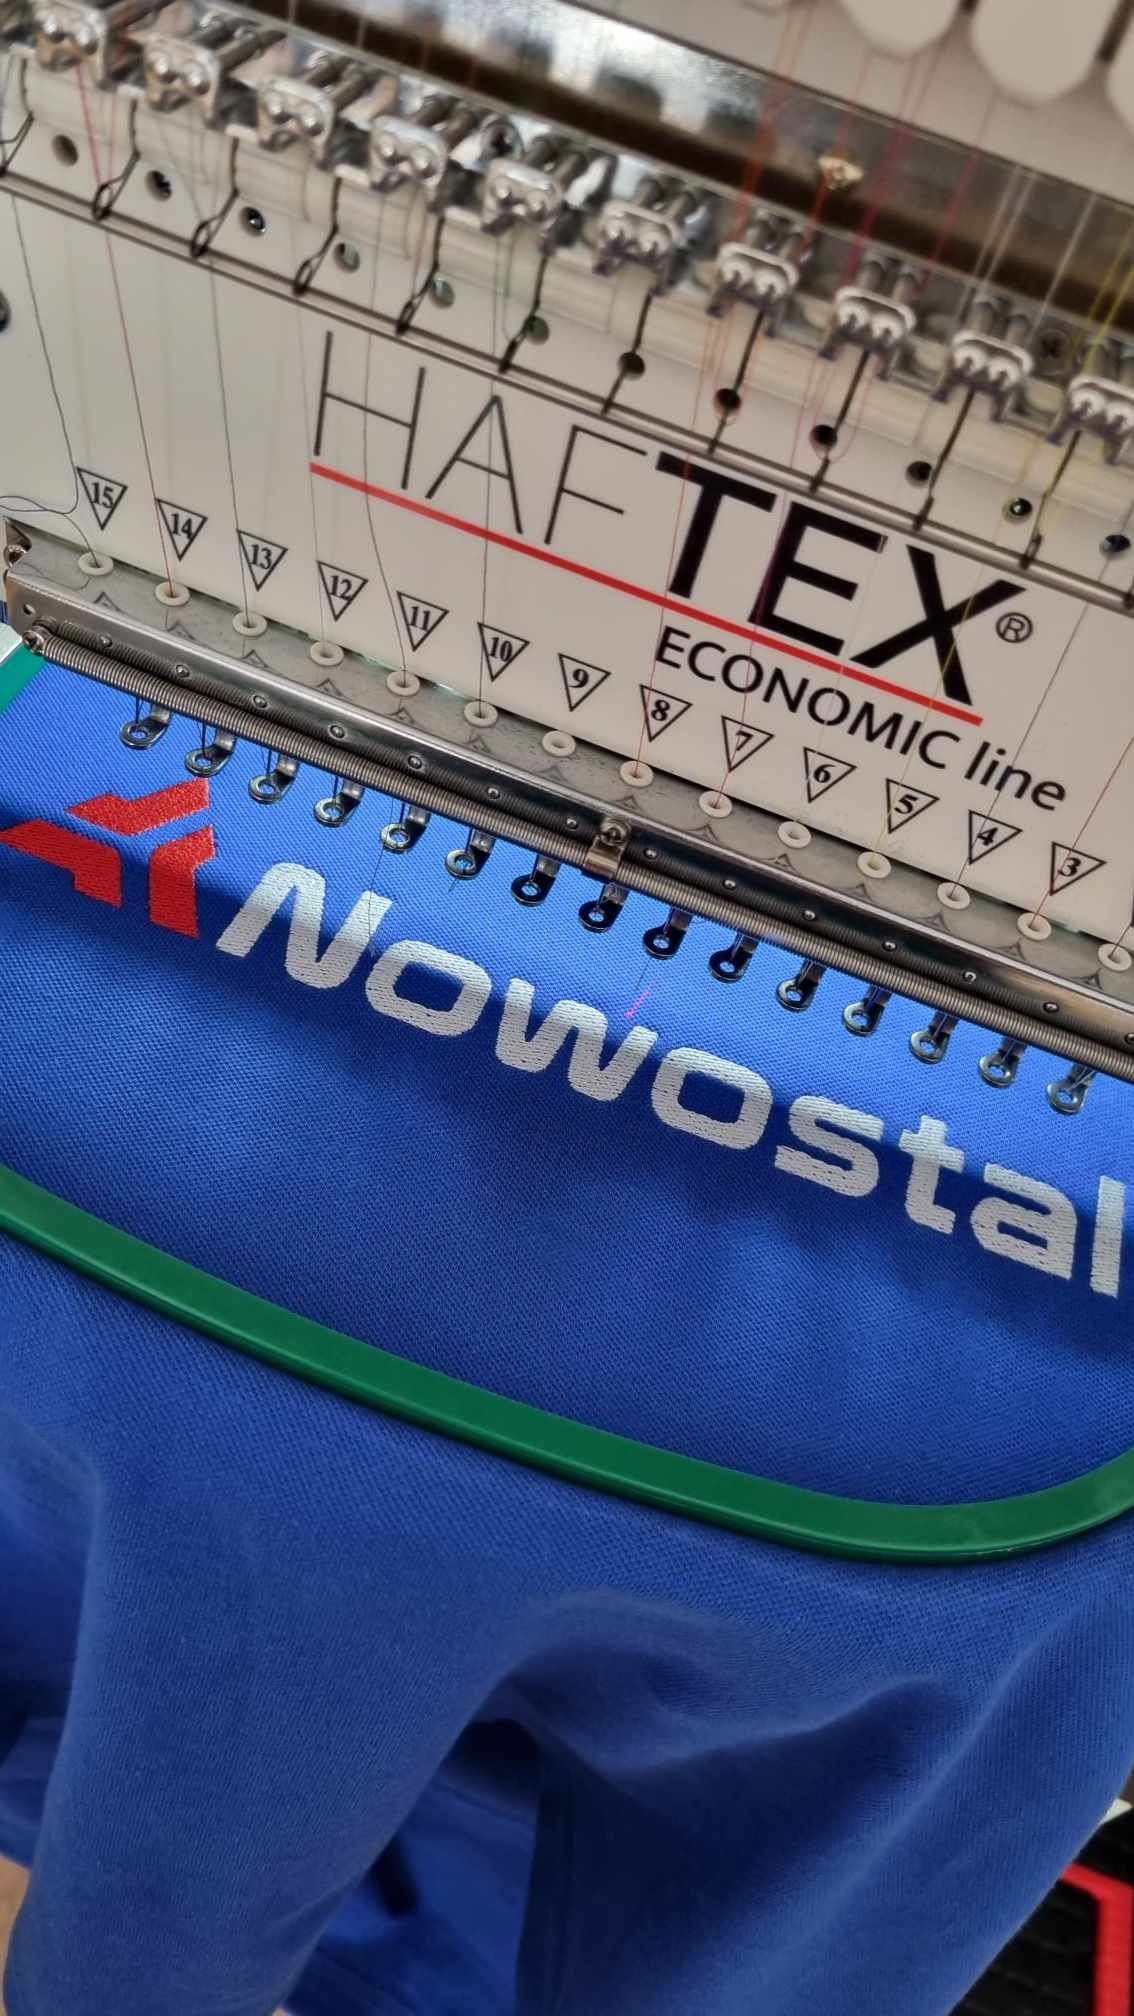 HAFTEX®
ECONOMIC line
15 14 13 12 11 10 9 8 7 6 5 4 3
Nowostal